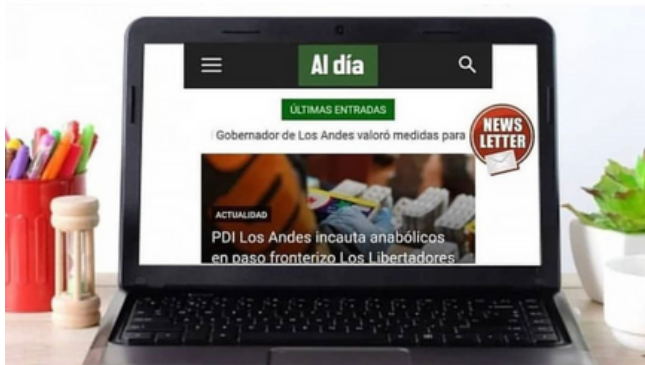 Al día
ÚLTIMAS ENTRADAS
Gobernador de Los Andes valoró medidas para
NEWS
LETTER
ACTUALIDAD
PDI Los Andes incauta anabólicos
en paso fronterizo Los Libertadores